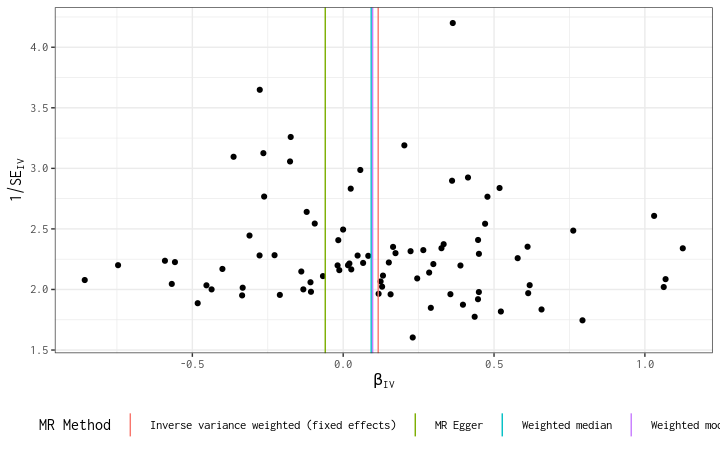 4.0
3.5
3.0
2.5
2.0
1.5
1/SE_IV
-0.5
0.0
0.5
1.0
β_IV
MR Method
Inverse variance weighted (fixed effects)
MR Egger
Weighted median
Weighted